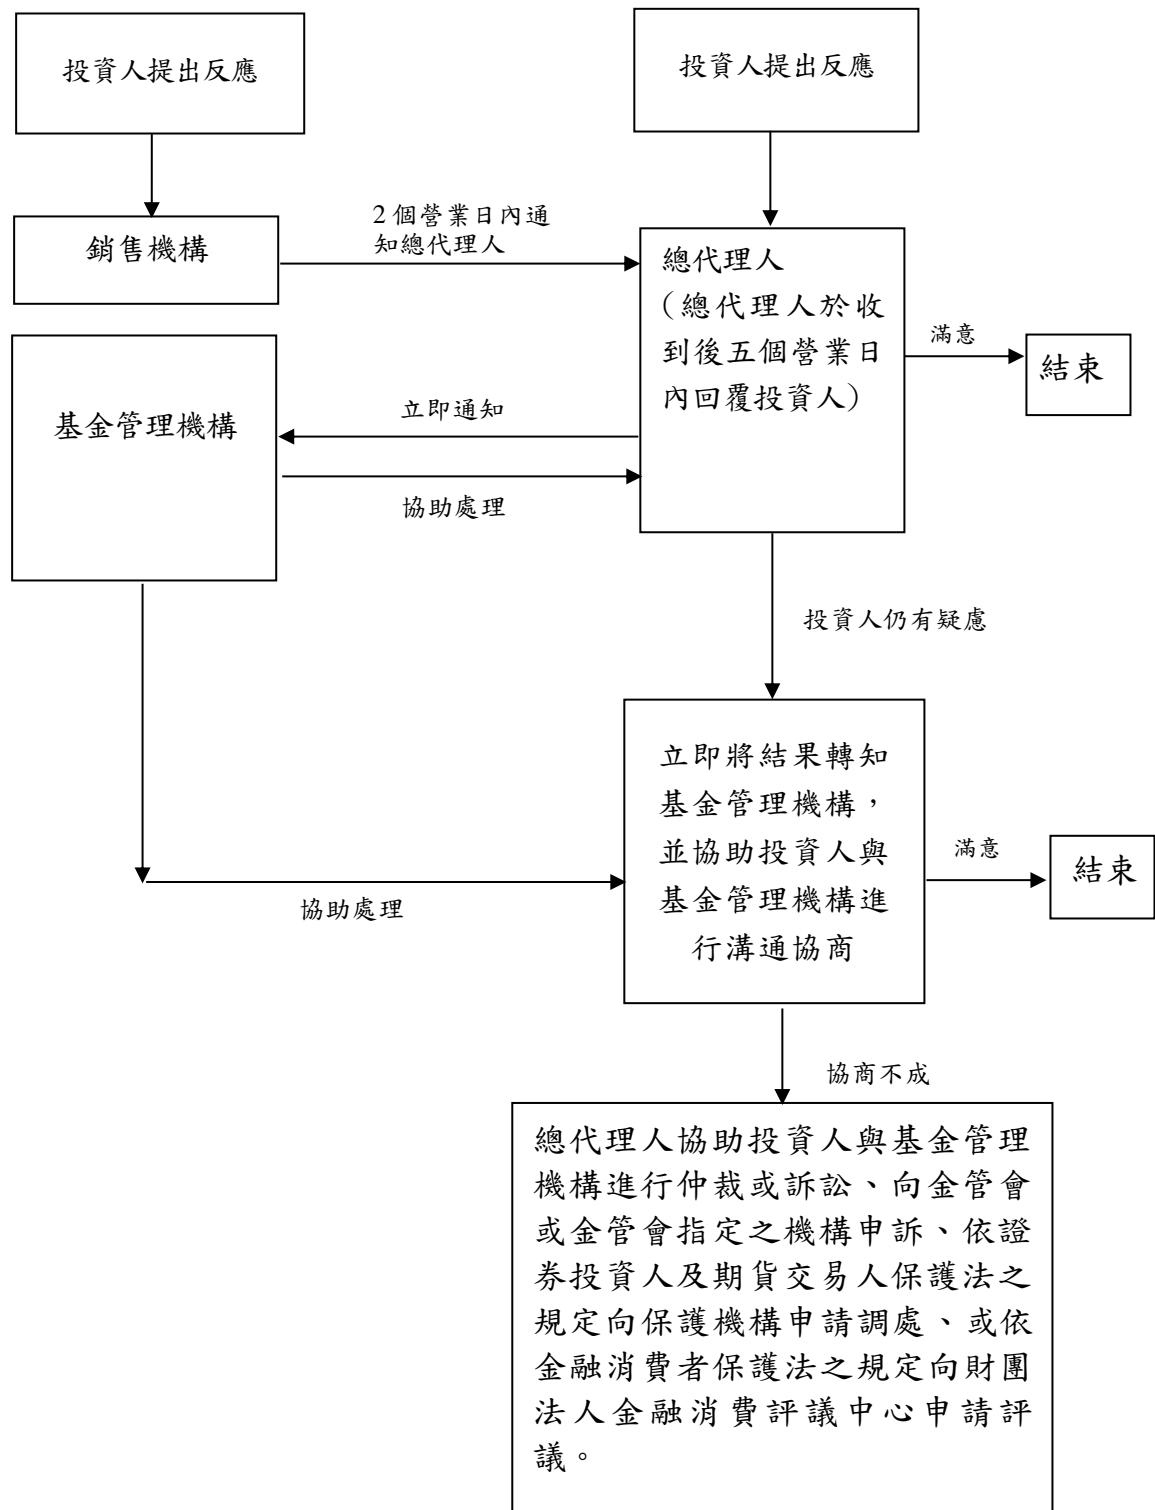 投資人提出反應
投資人提出反應
銷售機構
2 個營業日內通
知總代理人
總代理人
（總代理人於收
到後五個營業日
內回覆投資人）
滿意
結束
基金管理機構
立即通知
協助處理
投資人仍有疑慮
立即將結果轉知
基金管理機構，
並協助投資人與
基金管理機構進
行溝通協商
滿意
結束
協助處理
協商不成
總代理人協助投資人與基金管理
機構進行仲裁或訴訟、向金管會
或金管會指定之機構申訴、依證
券投資人及期貨交易人保護法之
規定向保護機構申請調處、或依
金融消費者保護法之規定向財團
法人金融消費評議中心申請評
議。